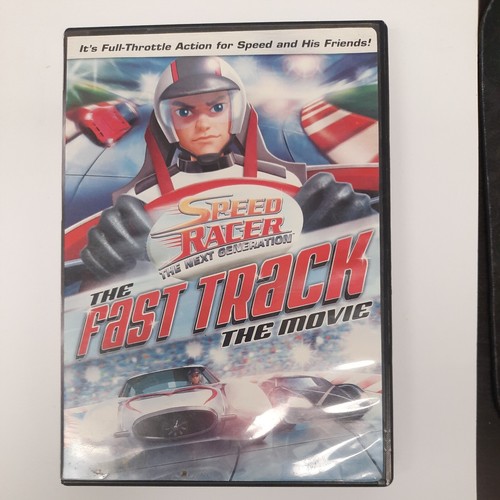 It's Full-Throttle Action for Speed and His Friends!
SPEED
RACER
THE NEXT GENERATION
THE
FAST TRACK
THE MOVIE